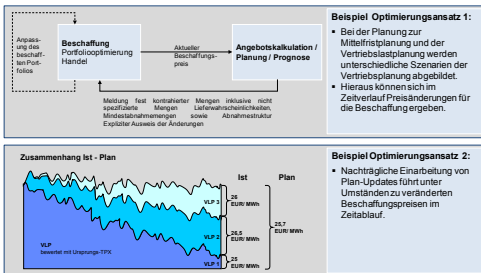 Anpas-
sung des
beschaff-
ten Port-
folios
Beschaffung
Portfoliooptimierung
Handel
Aktueller
Beschaffungs-
preis
Angebotskalkulation /
Planung / Prognose
Meldung fest kontrahierter Mengen inklusive nicht
spezifizierte Mengen Lieferwahrscheinlichkeiten,
Mindestabnahmemengen sowie Abnahmestruktur
Expliziter Ausweis der Änderungen
Beispiel Optimierungsansatz 1:
▪ Bei der Planung zur
Mittelfristplanung und der
Vertriebslastplanung werden
unterschiedliche Szenarien der
Vertriebsplanung abgebildet.
▪ Hieraus können sich im
Zeitverlauf Preisänderungen für
die Beschaffung ergeben.
Zusammenhang Ist - Plan
Ist
Plan
VLP 3
26
EUR/ MWh
VLP 2
26,5
EUR/ MWh
VLP 1
25
EUR/ MWh
25,7
EUR/ MWh
VLP
bewertet mit Ursprungs-TPX
Beispiel Optimierungsansatz 2:
▪ Nachträgliche Einarbeitung von
Plan-Updates führt unter
Umständen zu veränderten
Beschaffungspreisen im
Zeitablauf.